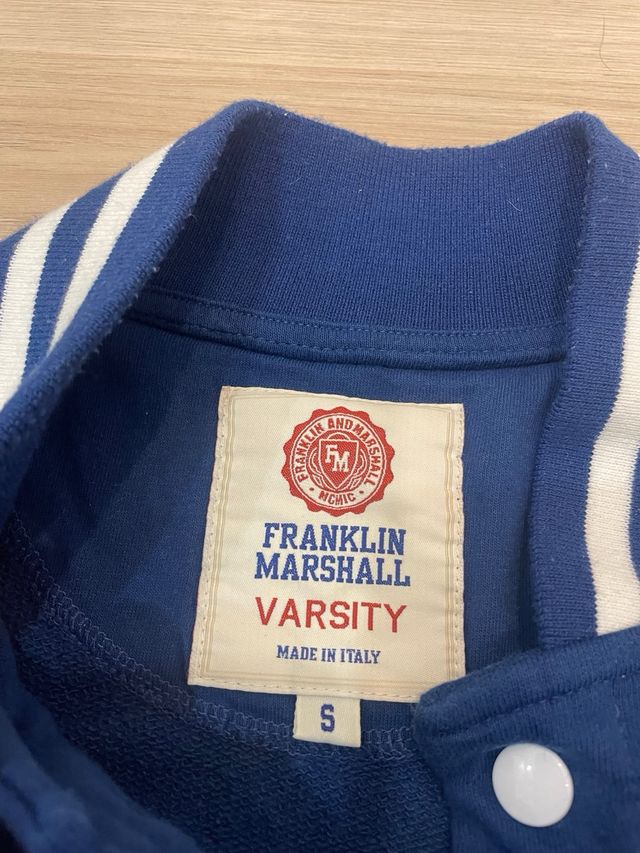 FRANKLIN AND MARSHALL
FM
MCMIC
FRANKLIN
MARSHALL
VARSITY
MADE IN ITALY
S